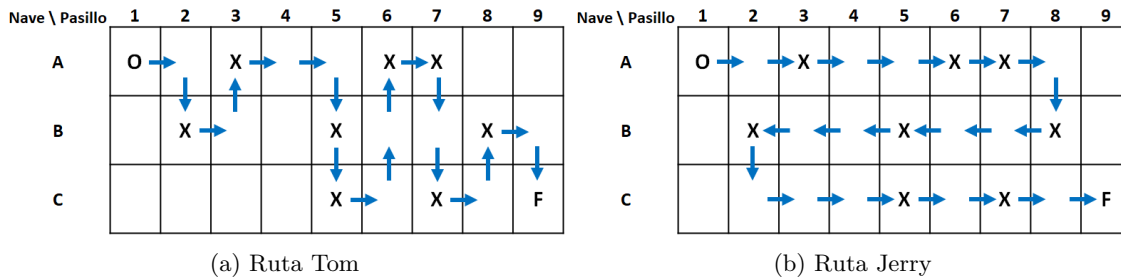 Nave \ Pasillo 1 2 3 4 5 6 7 8 9
A O X X X
B X X X
C X X F
(a) Ruta Tom
Nave \ Pasillo 1 2 3 4 5 6 7 8 9
A O X X X
B X X X
C X X F
(b) Ruta Jerry